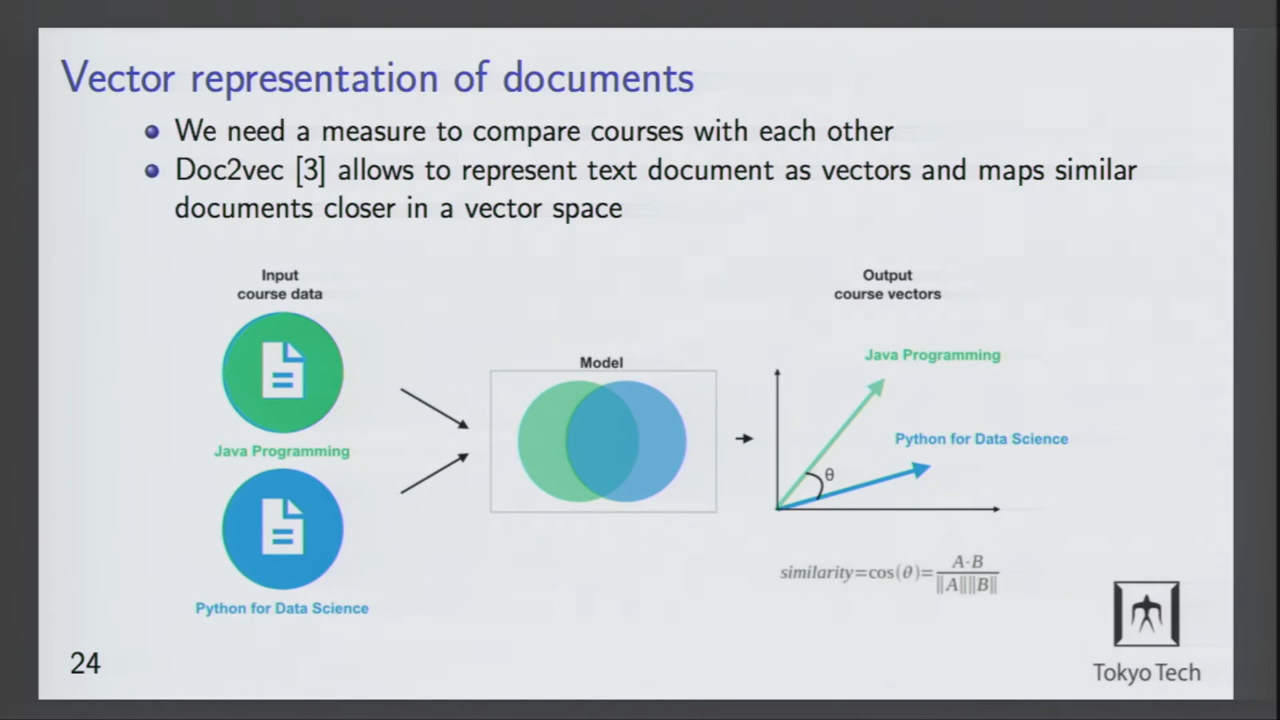 Vector representation of documents
We need a measure to compare courses with each other
Doc2vec [3] allows to represent text document as vectors and maps similar
documents closer in a vector space
Input
course data
Java Programming
Python for Data Science
Model
Output
course vectors
Java Programming
Python for Data Science
θ
similarity=cos(θ)=A·B/‖A‖‖B‖
24
Tokyo Tech